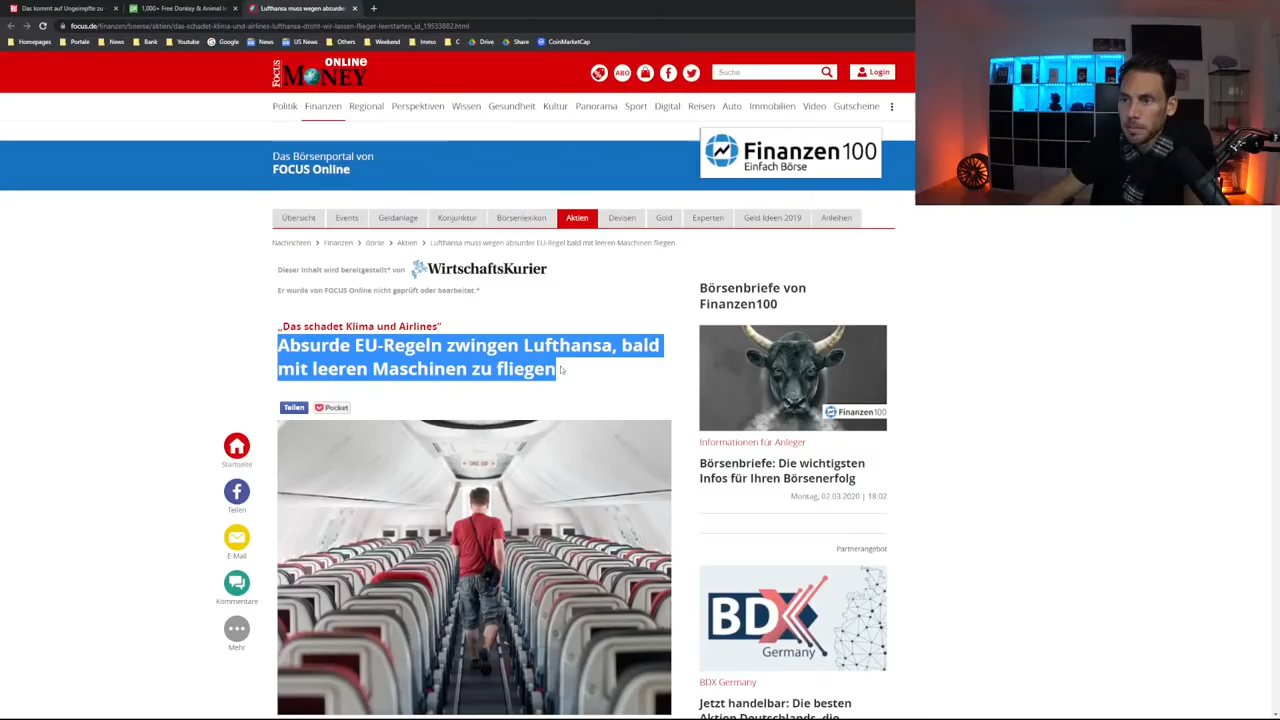 Das kommt auf Ungeimpfte zu -
1,000+ Free Donkey & Animal I
Lufthansa muss wegen absurder
focus.de/finanzen/boerse/aktien/das-schadet-klima-und-airlines-lufthansa-droht-wir-lassen-flieger-leerstarten_id_19533882.html
Homepages
Portale
News
Bank
Youtube
Google
News
US News
Others
Weekend
Immo
C
Drive
Share
CoinMarketCap
FOCUS ONLINE MONEY
ABO
Suche
Login
Politik Finanzen Regional Perspektiven Wissen Gesundheit Kultur Panorama Sport Digital Reisen Auto Immobilien Video Gutscheine
Das Börsenportal von
FOCUS Online
Finanzen100
Einfach Börse
Übersicht Events Geldanlage Konjunktur Börsenlexikon Aktien Devisen Gold Experten Geld-Ideen 2019 Anleihen
Nachrichten > Finanzen > Börse > Aktien > Lufthansa muss wegen absurder EU-Regel bald mit leeren Maschinen fliegen
Dieser Inhalt wird bereitgestellt* von WirtschaftsKurier
Er wurde von FOCUS Online nicht geprüft oder bearbeitet.*
„Das schadet Klima und Airlines“
Absurde EU-Regeln zwingen Lufthansa, bald
mit leeren Maschinen zu fliegen
Teilen
Pocket
Startseite
Teilen
E-Mail
Kommentare
Mehr
Börsenbriefe von
Finanzen100
Finanzen100
Informationen für Anleger
Börsenbriefe: Die wichtigsten
Infos für Ihren Börsenerfolg
Montag, 02.03.2020 | 18:02
Partnerangebot
BDX
Germany
BDX Germany
Jetzt handelbar: Die besten
Aktien Deutschlands, die